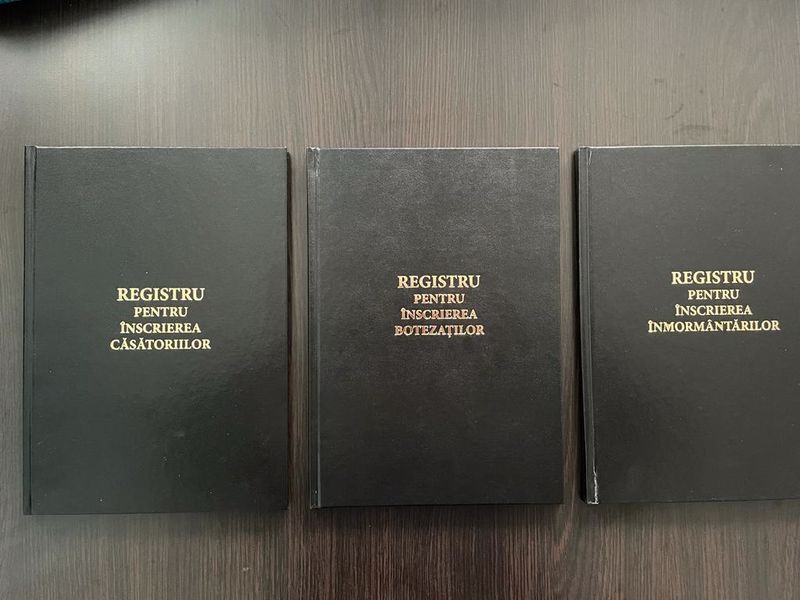 REGISTRU
PENTRU
ÎNSCRIEREA
CĂSĂTORIILOR
REGISTRU
PENTRU
ÎNSCRIEREA
BOTEZAȚILOR
REGISTRU
PENTRU
ÎNSCRIEREA
ÎNMORMÂNTĂRILOR